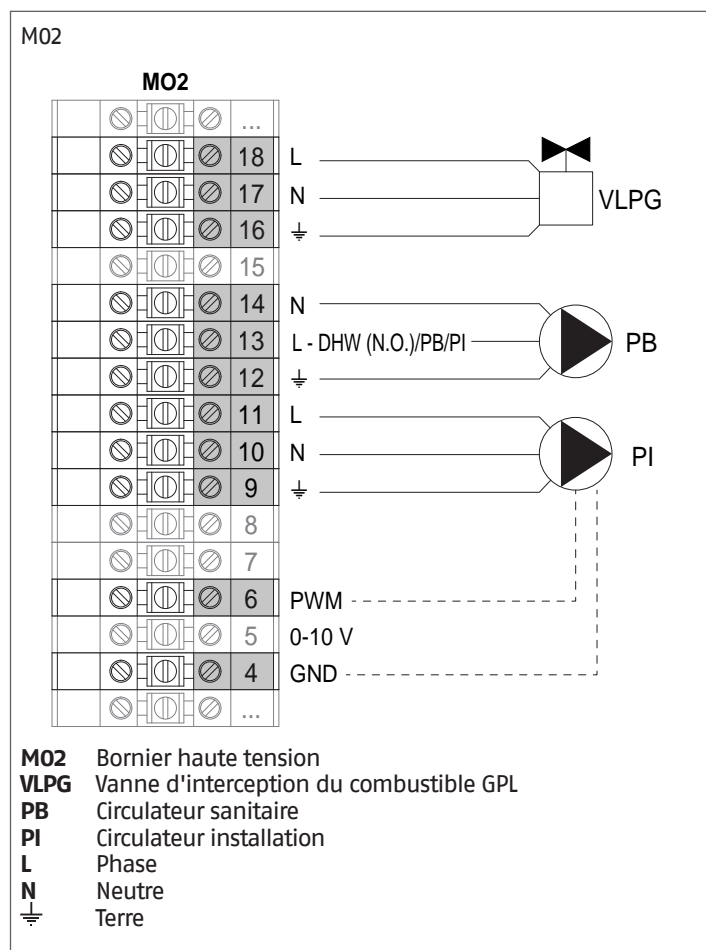 M02
MO2
...
18 L
17 N VLPG
16 ⏚
15
14 N
13 L - DHW (N.O.)/PB/PI PB
12 ⏚
11 L
10 N PI
9 ⏚
8
7
6 PWM
5 0-10 V
4 GND
...
M02 Bornier haute tension
VLPG Vanne d'interception du combustible GPL
PB Circulateur sanitaire
PI Circulateur installation
L Phase
N Neutre
⏚ Terre